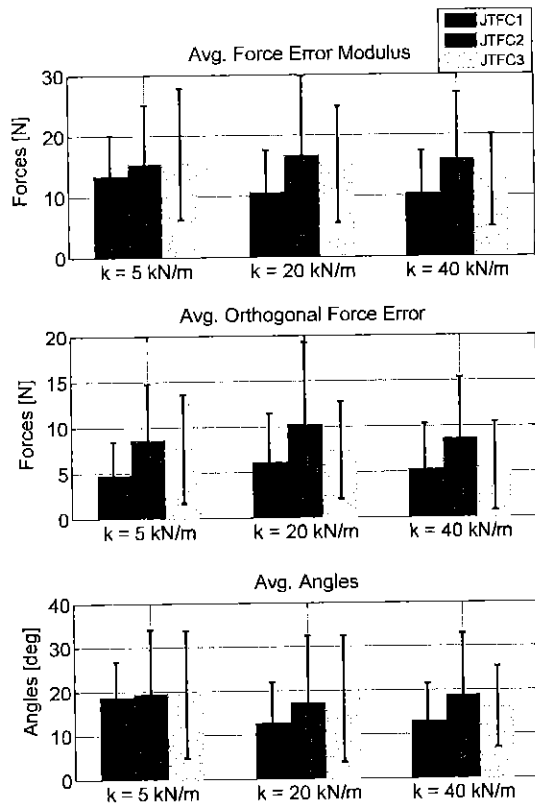 JTFC1
JTFC2
JTFC3
Avg. Force Error Modulus
Forces [N]
30
20
10
0
k = 5 kN/m
k = 20 kN/m
k = 40 kN/m
Avg. Orthogonal Force Error
Forces [N]
20
15
10
5
0
k = 5 kN/m
k = 20 kN/m
k = 40 kN/m
Avg. Angles
Angles [deg]
40
30
20
10
0
k = 5 kN/m
k = 20 kN/m
k = 40 kN/m